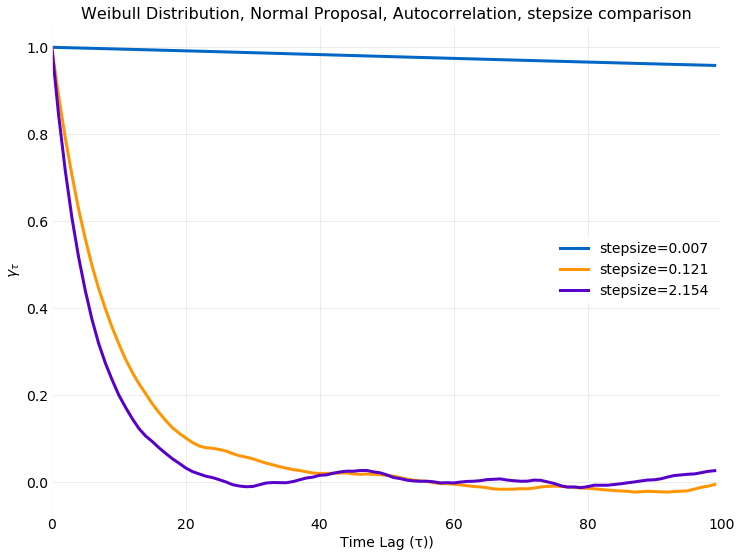 Weibull Distribution, Normal Proposal, Autocorrelation, stepsize comparison
1.0
0.8
0.6
0.4
0.2
0.0
γτ
stepsize=0.007
stepsize=0.121
stepsize=2.154
0 20 40 60 80 100
Time Lag (τ))